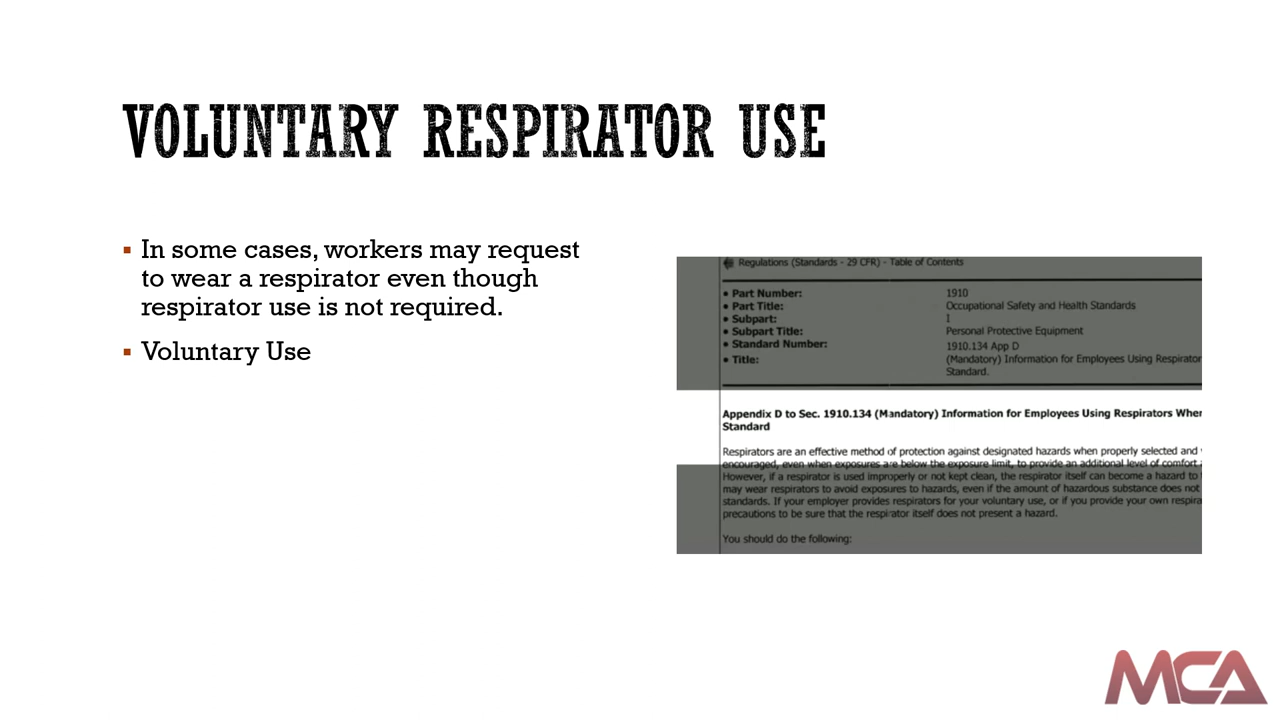 VOLUNTARY RESPIRATOR USE
In some cases, workers may request
to wear a respirator even though
respirator use is not required.
Voluntary Use
Regulations (Standards - 29 CFR) - Table of Contents
• Part Number: 1910
• Part Title: Occupational Safety and Health Standards
• Subpart: I
• Subpart Title: Personal Protective Equipment
• Standard Number: 1910.134 App D
• Title: (Mandatory) Information for Employees Using Respirator
Standard.
Appendix D to Sec. 1910.134 (Mandatory) Information for Employees Using Respirators When
Standard
Respirators are an effective method of protection against designated hazards when properly selected and
encouraged, even when exposures are below the exposure limit, to provide an additional level of comfort
However, if a respirator is used improperly or not kept clean, the respirator itself can become a hazard to
may wear respirators to avoid exposures to hazards, even if the amount of hazardous substance does not
standards. If your employer provides respirators for your voluntary use, or if you provide your own respira
precautions to be sure that the respirator itself does not present a hazard.
You should do the following:
MCA